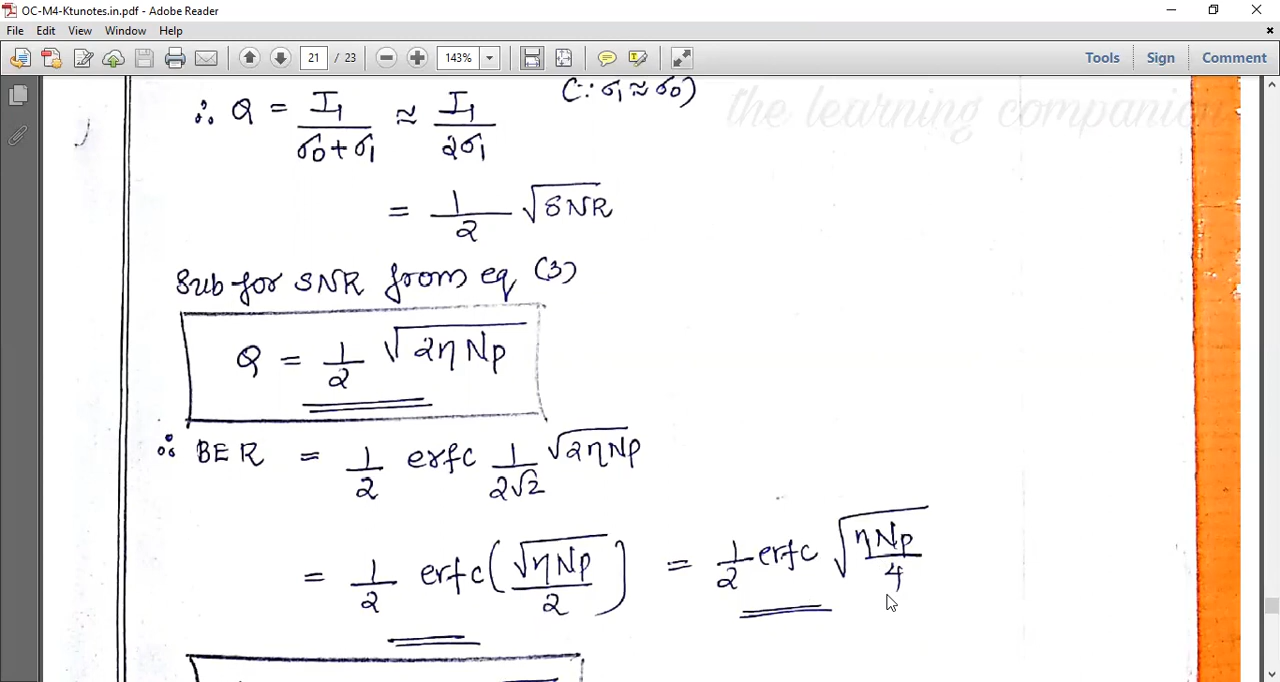 OC-M4-Ktunotes.in.pdf - Adobe Reader
File Edit View Window Help
21 / 23 143% Tools Sign Comment
the learning companion
∴ Q = I₁/(σ₀+σ₁) ≈ I₁/(2σ₁) (∵ σ₁ ≈ σ₀)
= 1/2 √SNR
Sub for SNR from eq (3)
Q = 1/2 √(2ηNp)
∴ BER = 1/2 erfc 1/(2√2) √(2ηNp)
= 1/2 erfc(√(ηNp)/2) = 1/2 erfc √(ηNp/4)